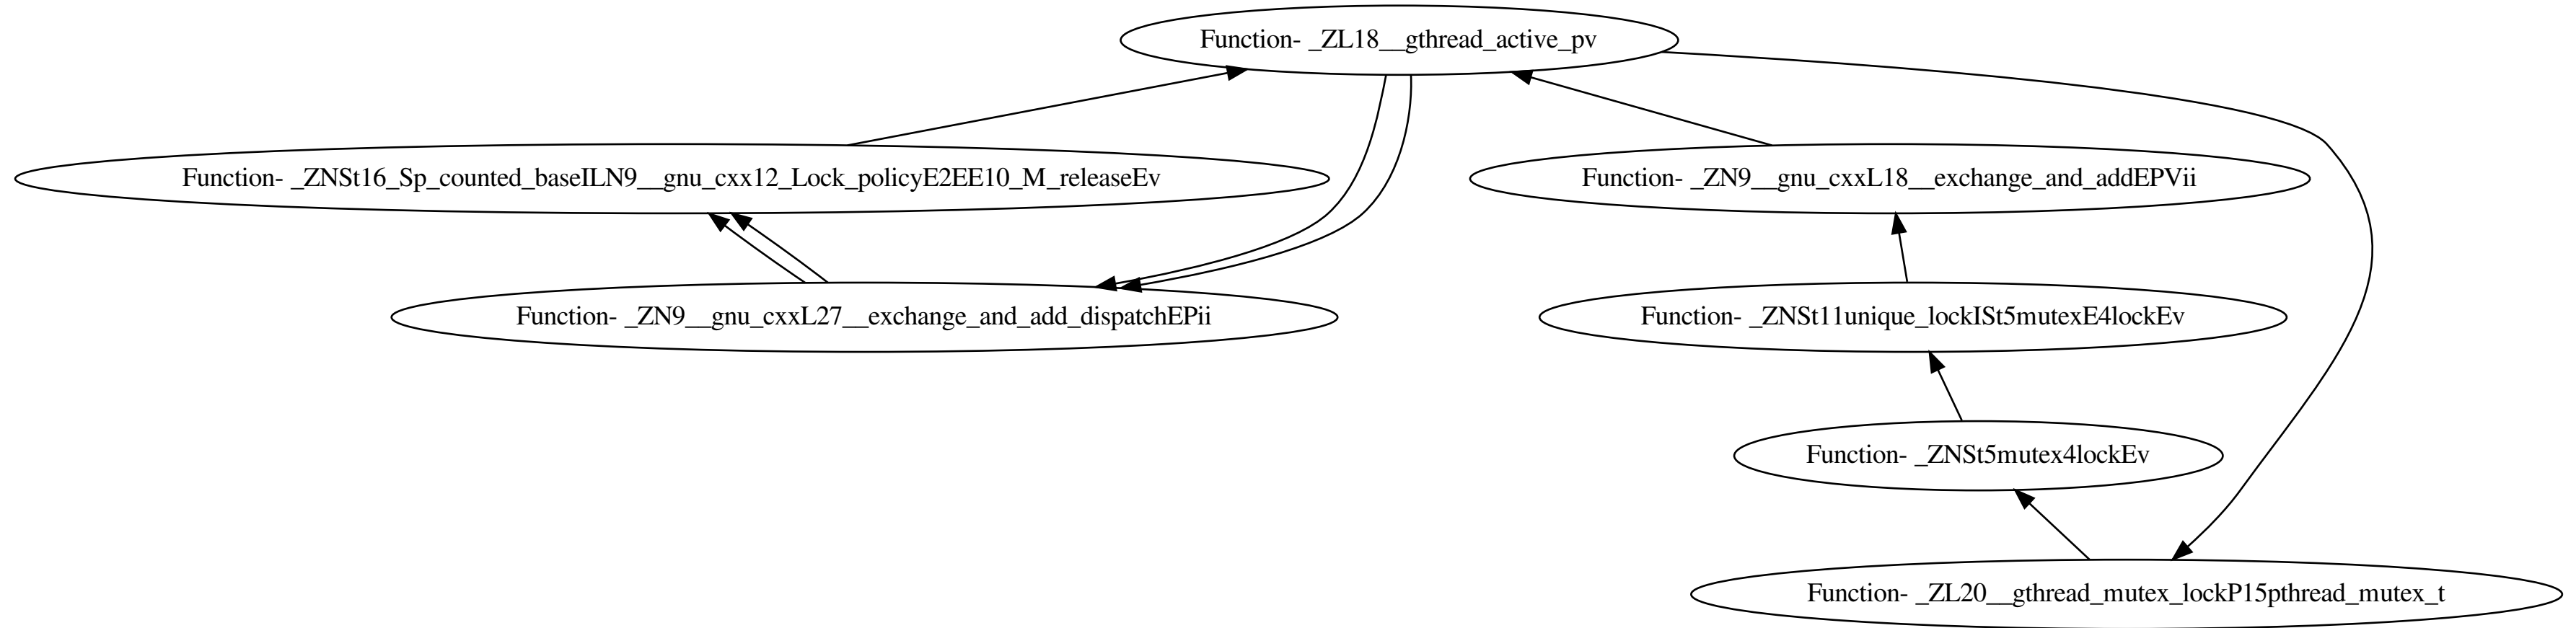 Function- _ZL18__gthread_active_pv
Function- _ZNSt16_Sp_counted_baseILN9__gnu_cxx12_Lock_policyE2EE10_M_releaseEv
Function- _ZN9__gnu_cxxL18__exchange_and_addEPVii
Function- _ZN9__gnu_cxxL27__exchange_and_add_dispatchEPii
Function- _ZNSt11unique_lockISt5mutexE4lockEv
Function- _ZNSt5mutex4lockEv
Function- _ZL20__gthread_mutex_lockP15pthread_mutex_t